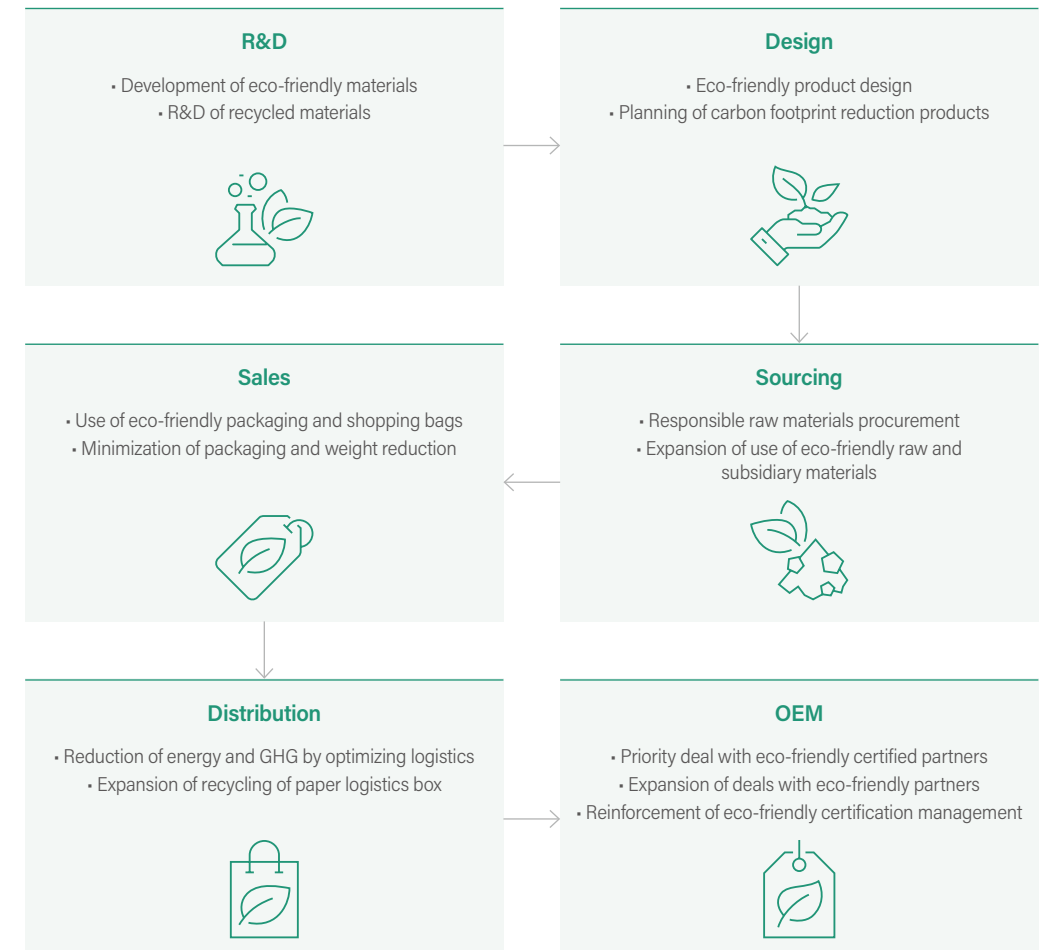 R&D
• Development of eco-friendly materials
• R&D of recycled materials
Design
• Eco-friendly product design
• Planning of carbon footprint reduction products
Sourcing
• Responsible raw materials procurement
• Expansion of use of eco-friendly raw and
subsidiary materials
Sales
• Use of eco-friendly packaging and shopping bags
• Minimization of packaging and weight reduction
Distribution
• Reduction of energy and GHG by optimizing logistics
• Expansion of recycling of paper logistics box
OEM
• Priority deal with eco-friendly certified partners
• Expansion of deals with eco-friendly partners
• Reinforcement of eco-friendly certification management